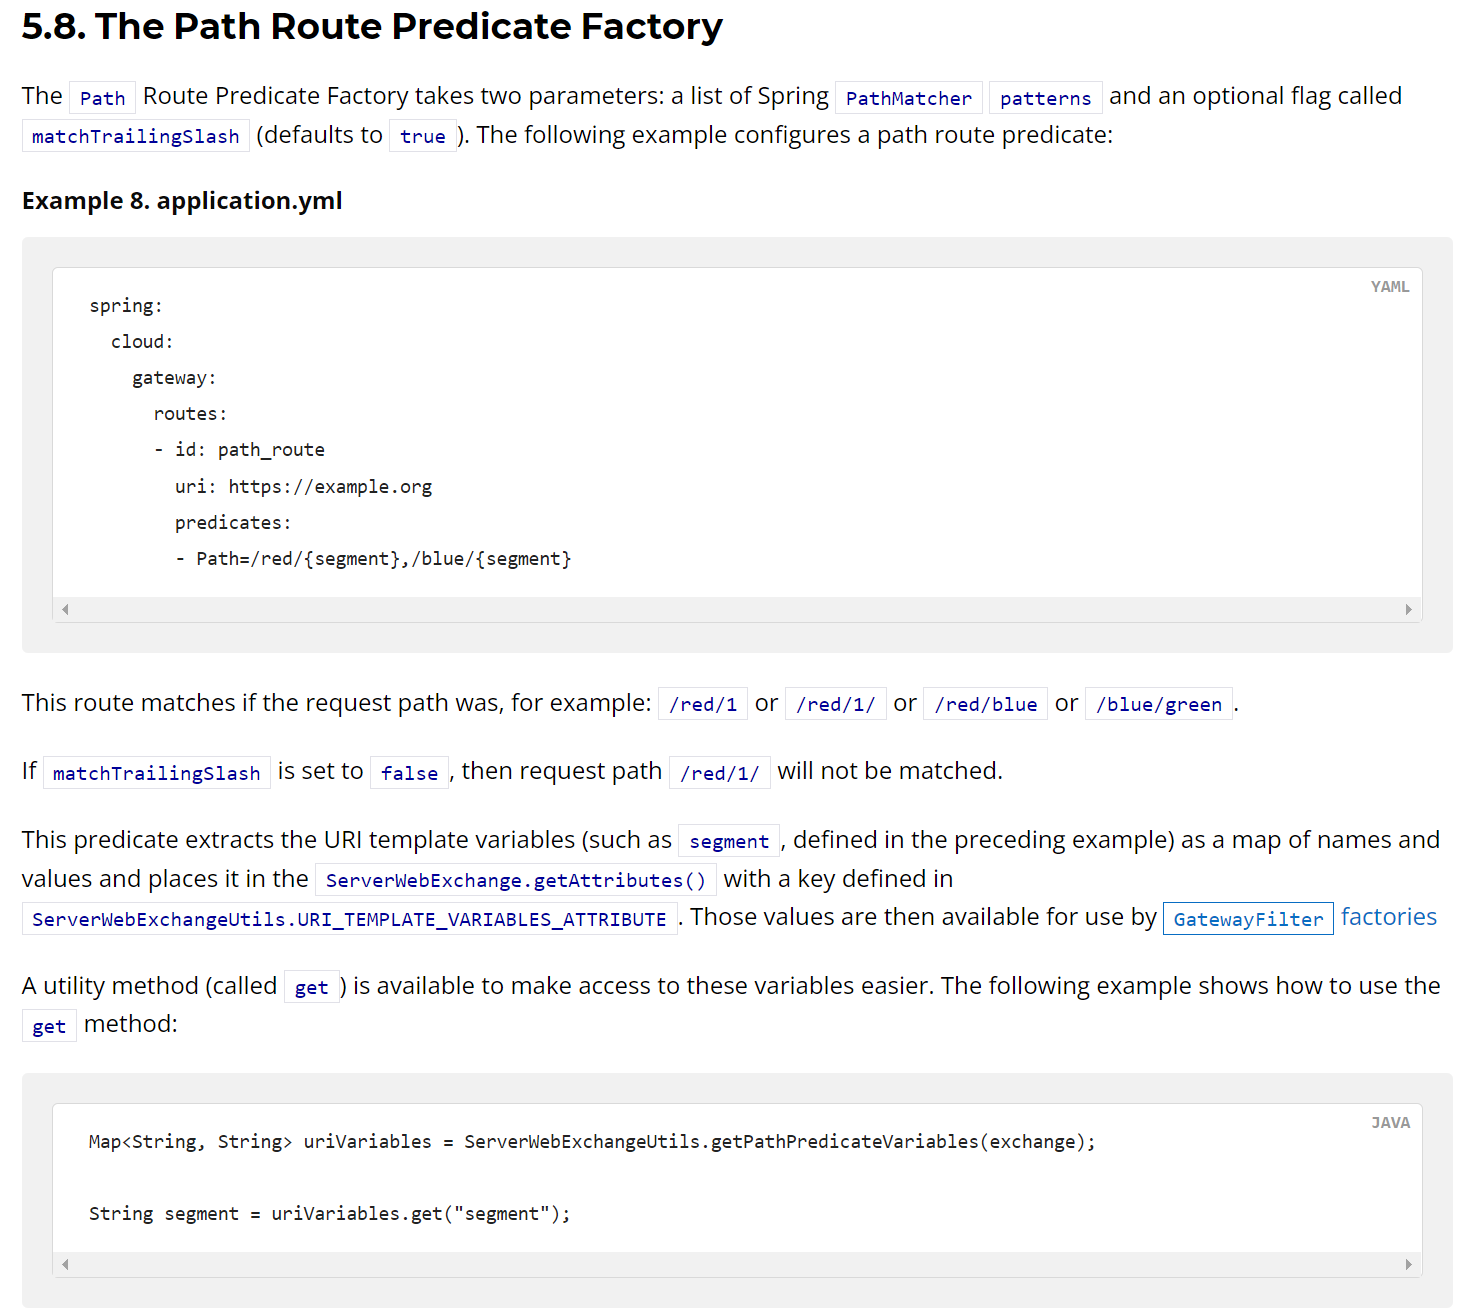 5.8. The Path Route Predicate Factory
The Path Route Predicate Factory takes two parameters: a list of Spring PathMatcher patterns and an optional flag called
matchTrailingSlash (defaults to true ). The following example configures a path route predicate:
Example 8. application.yml
YAML
spring:
  cloud:
    gateway:
      routes:
      - id: path_route
        uri: https://example.org
        predicates:
        - Path=/red/{segment},/blue/{segment}
This route matches if the request path was, for example: /red/1 or /red/1/ or /red/blue or /blue/green .
If matchTrailingSlash is set to false , then request path /red/1/ will not be matched.
This predicate extracts the URI template variables (such as segment , defined in the preceding example) as a map of names and
values and places it in the ServerWebExchange.getAttributes() with a key defined in
ServerWebExchangeUtils.URI_TEMPLATE_VARIABLES_ATTRIBUTE . Those values are then available for use by GatewayFilter factories
A utility method (called get ) is available to make access to these variables easier. The following example shows how to use the
get method:
JAVA
Map<String, String> uriVariables = ServerWebExchangeUtils.getPathPredicateVariables(exchange);
String segment = uriVariables.get("segment");